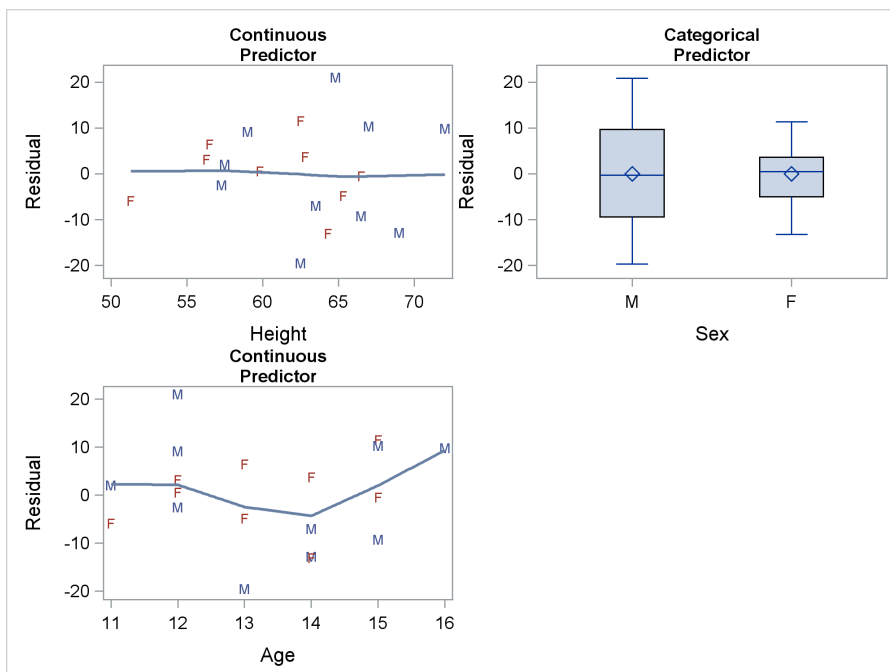 Continuous
Predictor
Residual
20
10
0
-10
-20
M
F
M
F
M
M
F
F
M
F
F
M
M
F
M
F
F
M
M
50 55 60 65 70
Height
Categorical
Predictor
Residual
20
10
0
-10
-20
M F
Sex
Continuous
Predictor
Residual
20
10
0
-10
-20
M
M
F
M
M
F
F
M
F
F
F
M
F
M
F
M
M
F
M
11 12 13 14 15 16
Age